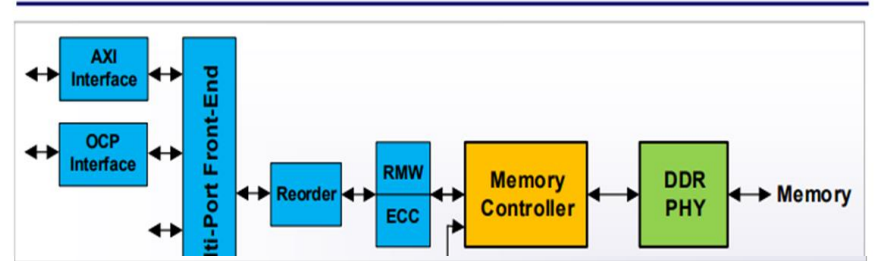 AXI
Interface
OCP
Interface
lti-Port Front-End
Reorder
RMW
ECC
Memory
Controller
DDR
PHY
Memory